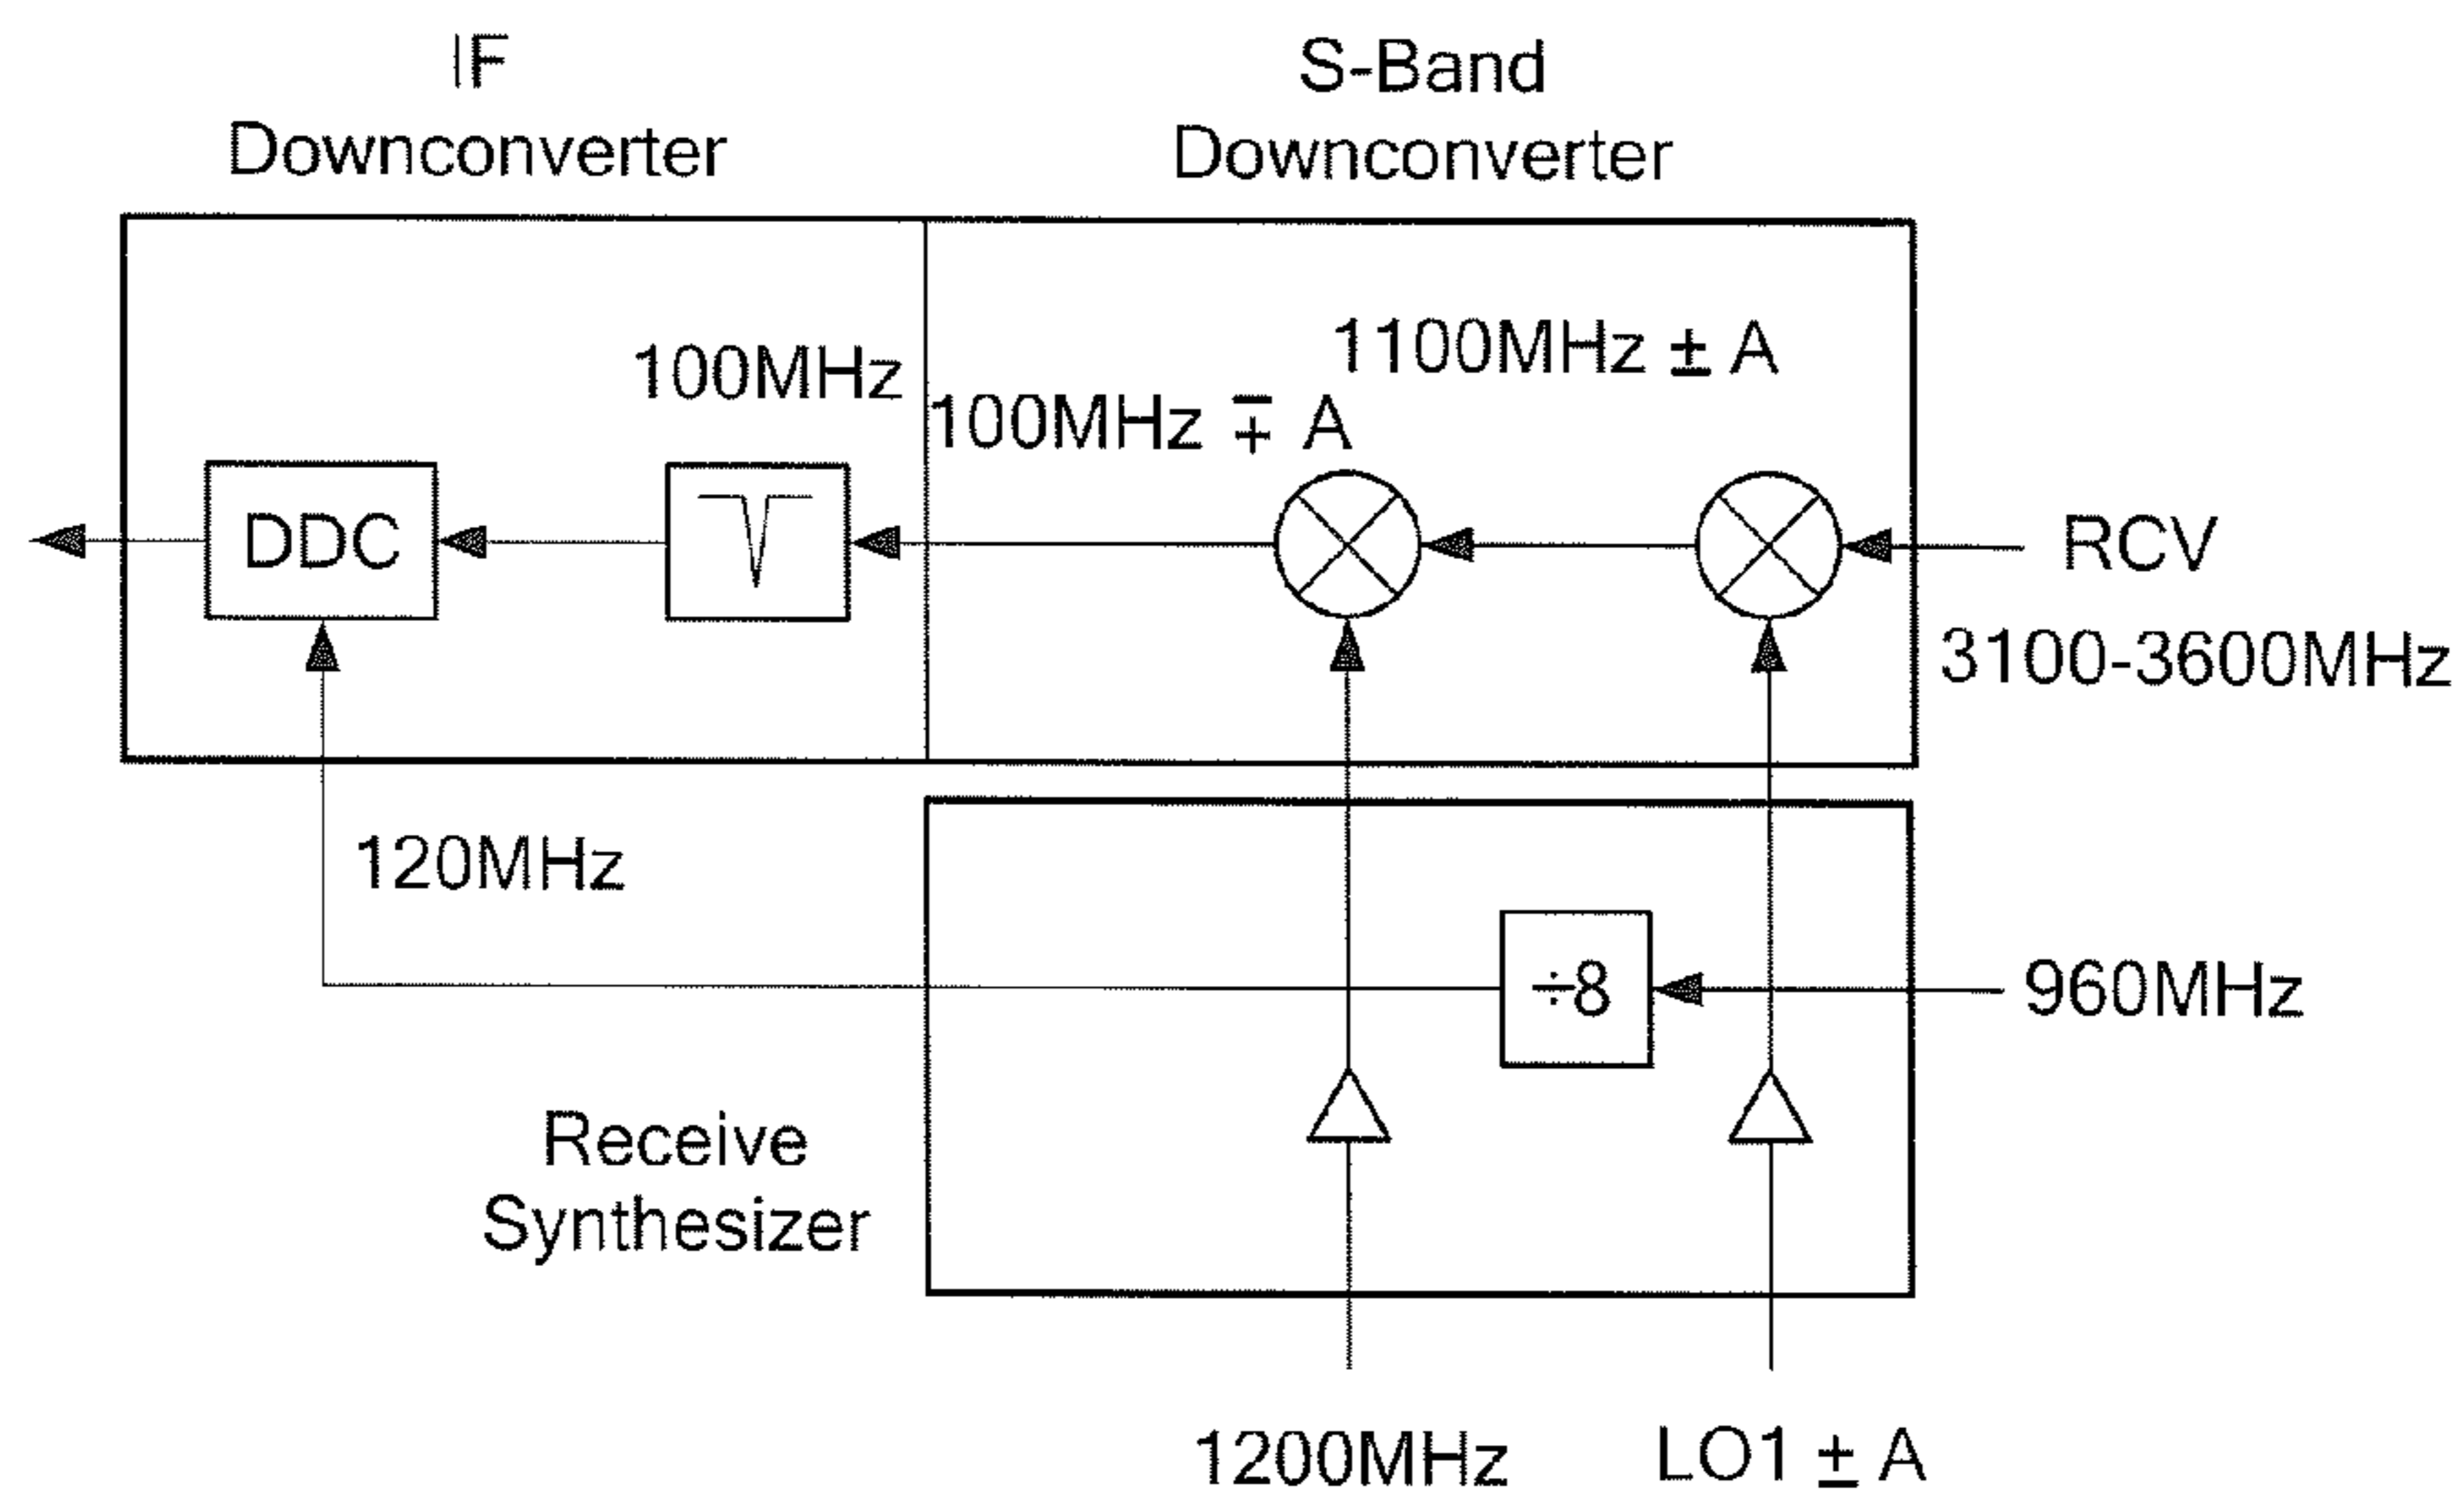 IF
Downconverter
S-Band
Downconverter
1100MHz ± A
100MHz
100MHz ∓ A
DDC
RCV
3100-3600MHz
120MHz
÷8
960MHz
Receive
Synthesizer
1200MHz
LO1 ± A